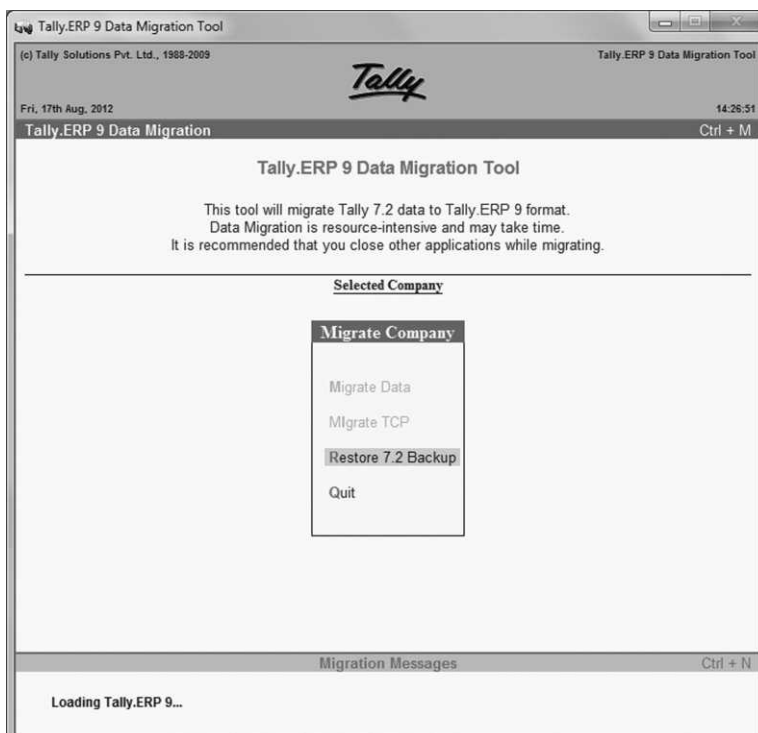 Tally.ERP 9 Data Migration Tool
(c) Tally Solutions Pvt. Ltd., 1988-2009
Tally.ERP 9 Data Migration Tool
Tally
Fri, 17th Aug, 2012
14:26:51
Tally.ERP 9 Data Migration
Ctrl + M
Tally.ERP 9 Data Migration Tool
This tool will migrate Tally 7.2 data to Tally.ERP 9 format.
Data Migration is resource-intensive and may take time.
It is recommended that you close other applications while migrating.
Selected Company
Migrate Company
Migrate Data
MIgrate TCP
Restore 7.2 Backup
Quit
Migration Messages
Ctrl + N
Loading Tally.ERP 9...